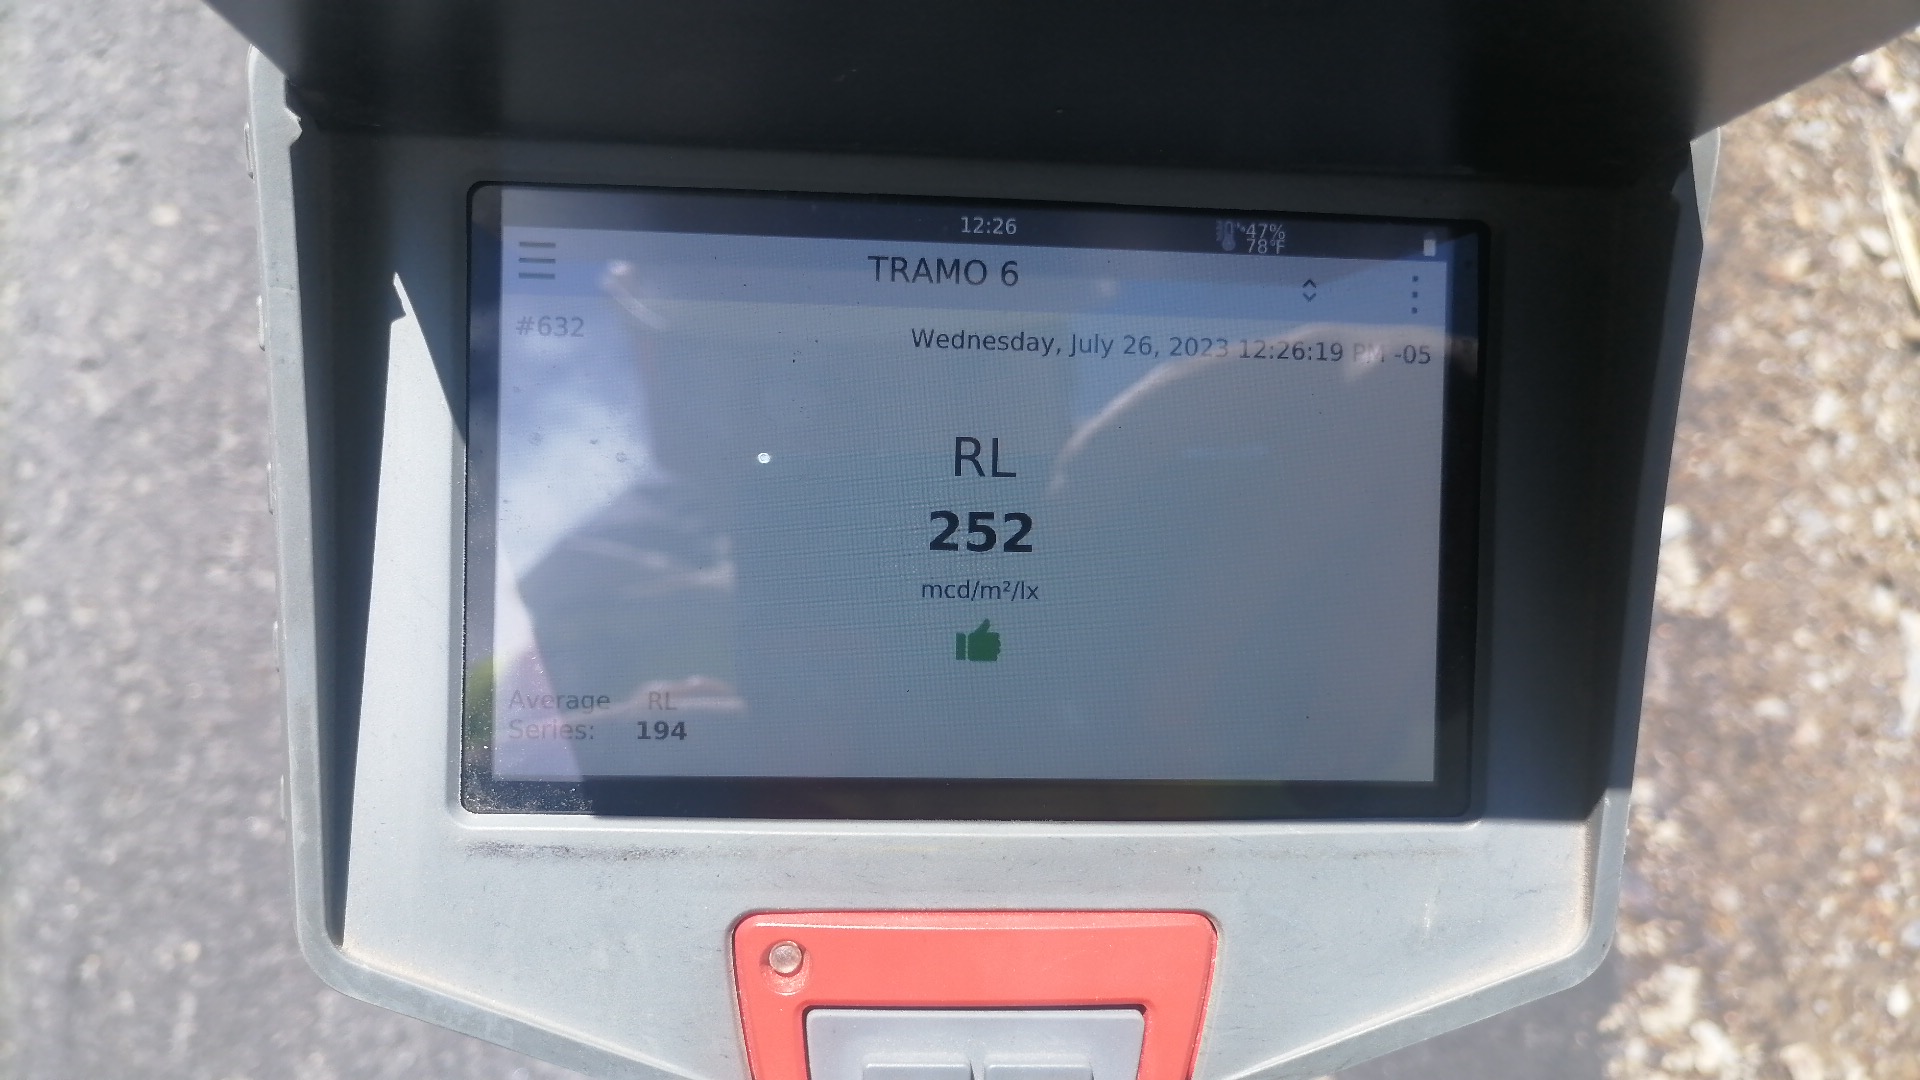 12:26
47%
78°F
TRAMO 6
#632
Wednesday, July 26, 2023 12:26:19 PM -05
RL
252
mcd/m²/lx
Average RL
Series: 194